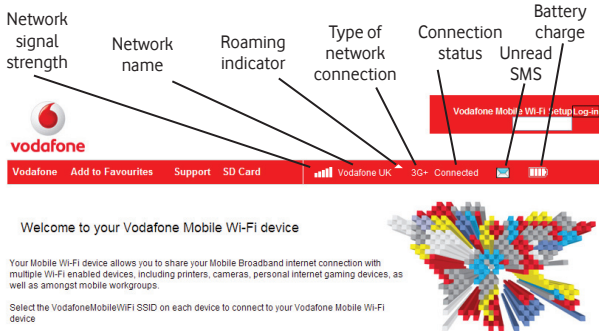 Network signal strength
Network name
Roaming indicator
Type of network connection
Connection status
Unread SMS
Battery charge
vodafone
Vodafone Mobile Wi-Fi Setup Log-in
Vodafone Add to Favourites Support SD Card Vodafone UK 3G+ Connected
Welcome to your Vodafone Mobile Wi-Fi device
Your Mobile Wi-Fi device allows you to share your Mobile Broadband internet connection with
multiple Wi-Fi enabled devices, including printers, cameras, personal internet gaming devices, as
well as amongst mobile workgroups.
Select the VodafoneMobileWiFi SSID on each device to connect to your Vodafone Mobile Wi-Fi
device